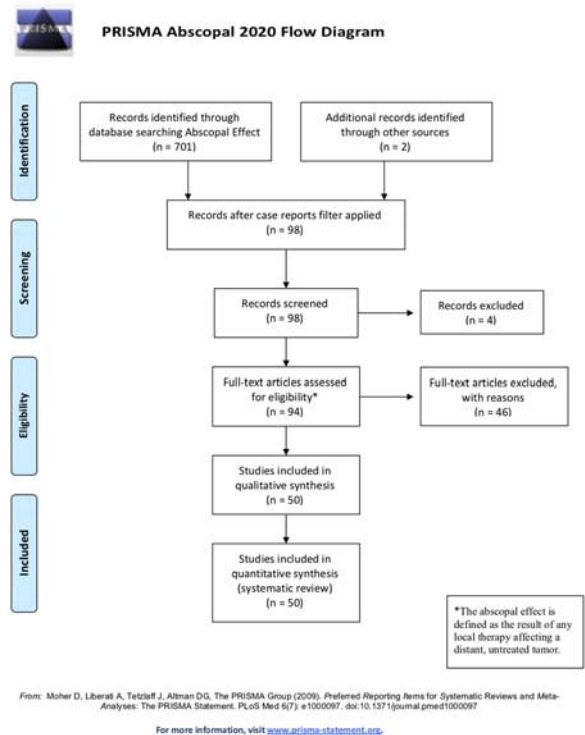 PRISMA
PRISMA Abscopal 2020 Flow Diagram
Identification
Records identified through
database searching Abscopal Effect
(n = 701)
Additional records identified
through other sources
(n = 2)
Records after case reports filter applied
(n = 98)
Screening
Records screened
(n = 98)
Records excluded
(n = 4)
Eligibility
Full-text articles assessed
for eligibility*
(n = 94)
Full-text articles excluded,
with reasons
(n = 46)
Studies included in
qualitative synthesis
(n = 50)
Included
Studies included in
quantitative synthesis
(systematic review)
(n = 50)
*The abscopal effect is
defined as the result of any
local therapy affecting a
distant, untreated tumor.
From: Moher D, Liberati A, Tetzlaff J, Altman DG, The PRISMA Group (2009). Preferred Reporting Items for Systematic Reviews and Meta-
Analyses: The PRISMA Statement. PLoS Med 6(7): e1000097. doi:10.1371/journal.pmed1000097
For more information, visit www.prisma-statement.org.